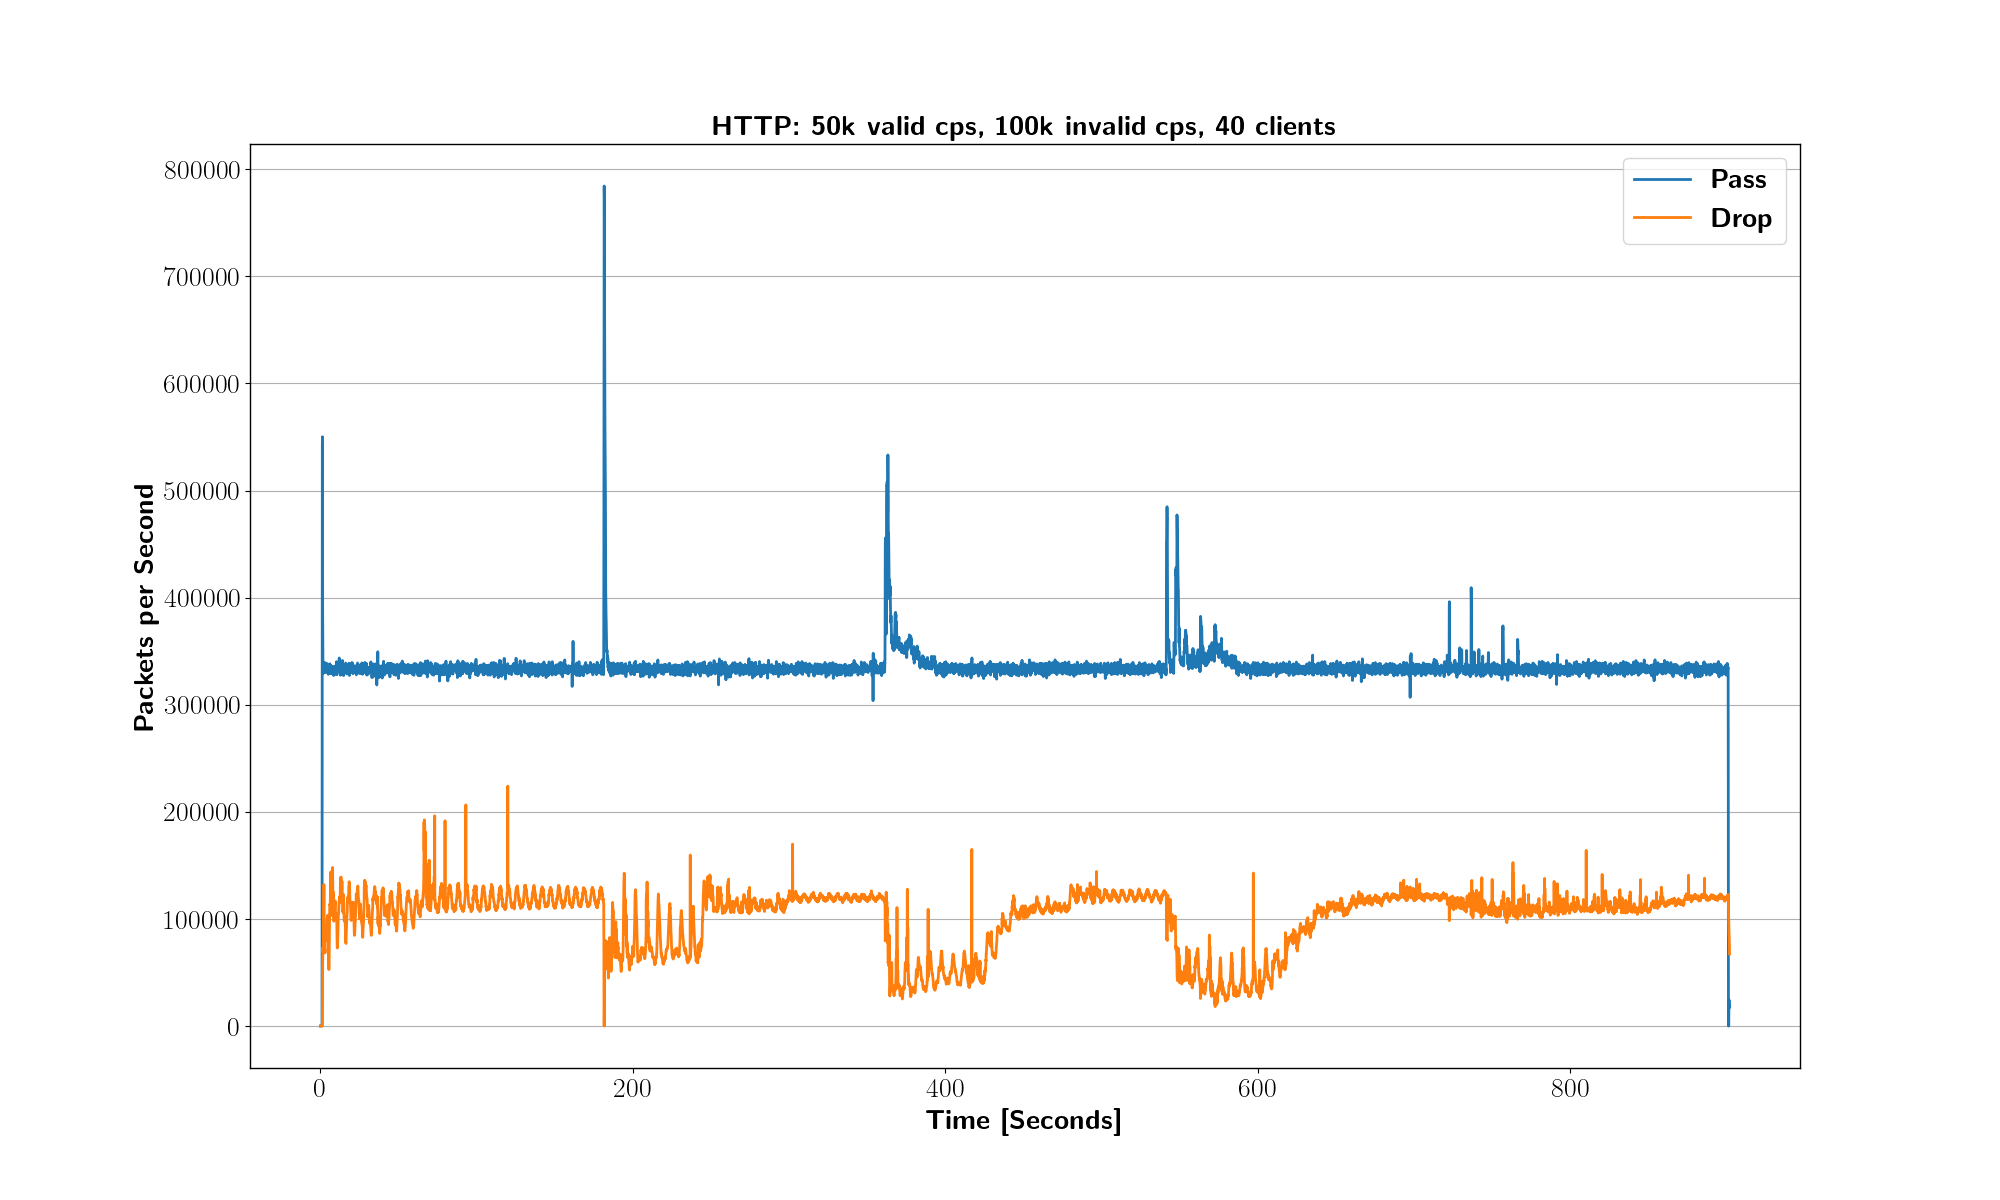 HTTP: 50k valid cps, 100k invalid cps, 40 clients
Pass
Drop
Packets per Second
800000
700000
600000
500000
400000
300000
200000
100000
0
0 200 400 600 800
Time [Seconds]